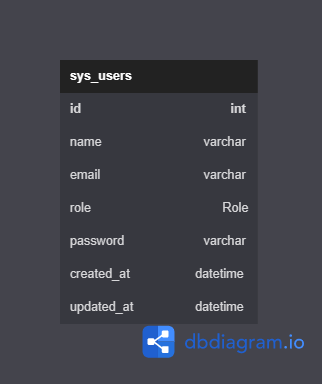 sys_users
id int
name varchar
email varchar
role Role
password varchar
created_at datetime
updated_at datetime
dbdiagram.io